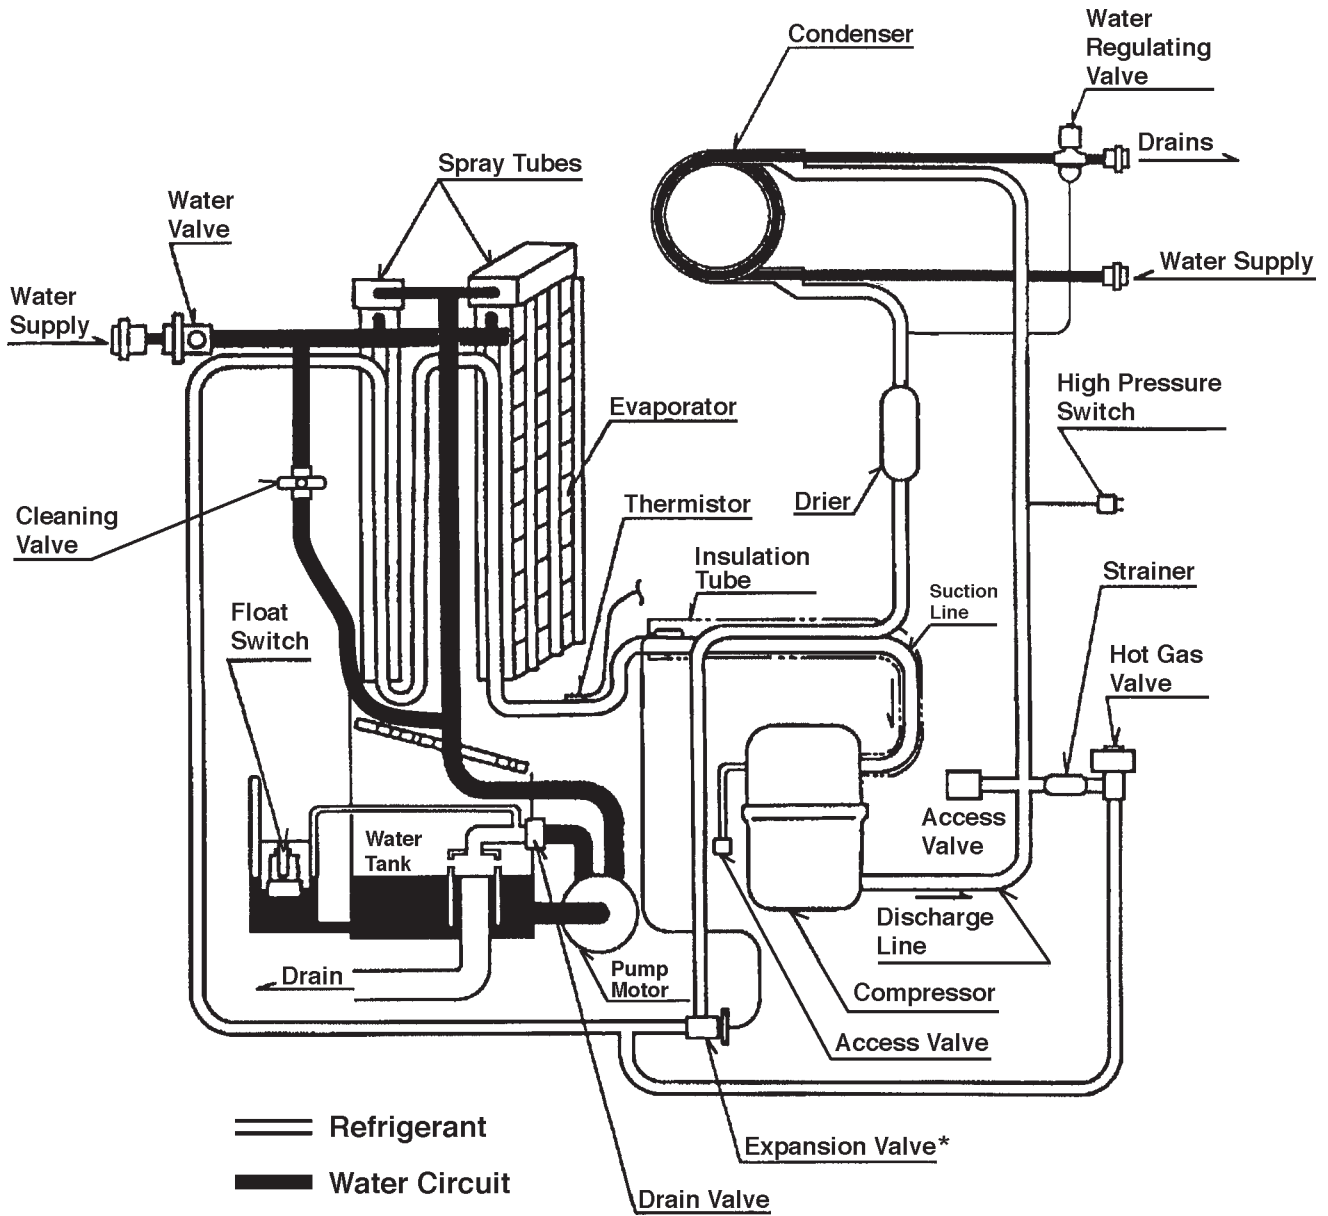 Condenser
Water
Regulating
Valve
Drains
Spray Tubes
Water
Valve
Water Supply
Water
Supply
High Pressure
Switch
Evaporator
Thermistor
Drier
Cleaning
Valve
Insulation
Tube
Strainer
Suction
Line
Float
Switch
Hot Gas
Valve
Access
Valve
Water
Tank
Discharge
Line
Drain
Pump
Motor
Compressor
Access Valve
Refrigerant
Expansion Valve*
Water Circuit
Drain Valve